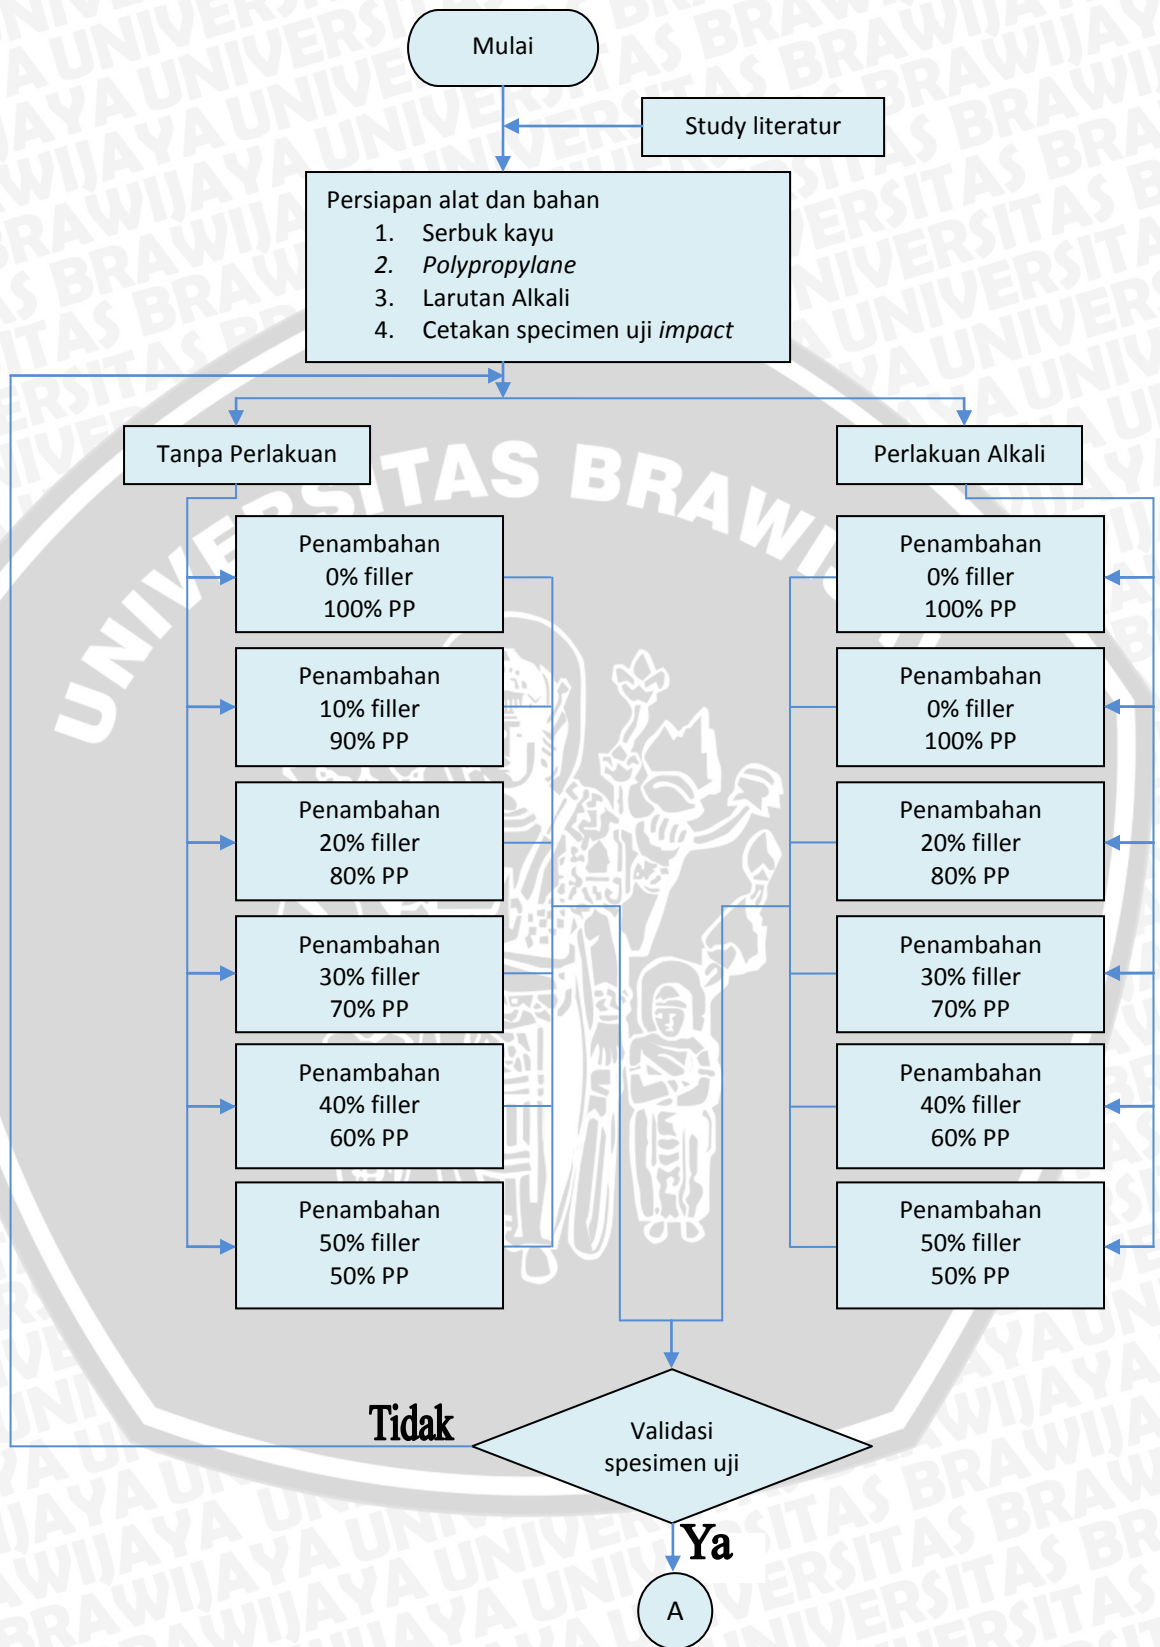 Mulai
Study literatur
Persiapan alat dan bahan
1. Serbuk kayu
2. Polypropylane
3. Larutan Alkali
4. Cetakan specimen uji impact
Tanpa Perlakuan
Perlakuan Alkali
UNIVERSITAS BRAWIJAYA
Penambahan
0% filler
100% PP
Penambahan
10% filler
90% PP
Penambahan
20% filler
80% PP
Penambahan
30% filler
70% PP
Penambahan
40% filler
60% PP
Penambahan
50% filler
50% PP
Penambahan
0% filler
100% PP
Penambahan
0% filler
100% PP
Penambahan
20% filler
80% PP
Penambahan
30% filler
70% PP
Penambahan
40% filler
60% PP
Penambahan
50% filler
50% PP
Validasi
spesimen uji
Tidak
Ya
A